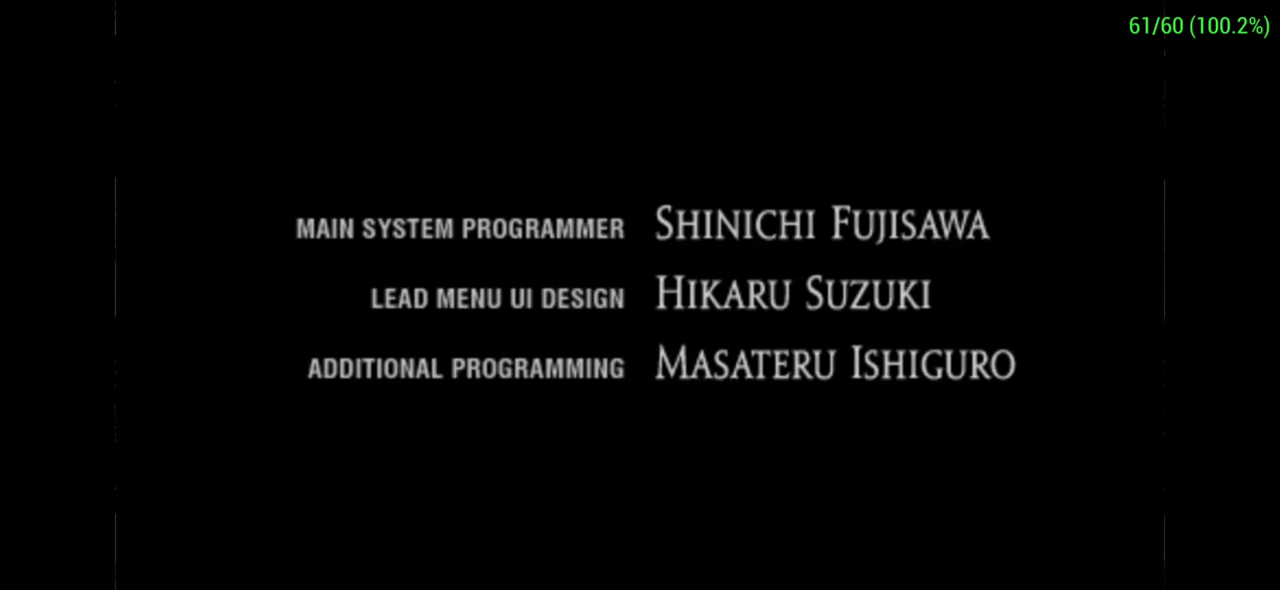 61/60 (100.2%)
MAIN SYSTEM PROGRAMMER SHINICHI FUJISAWA
LEAD MENU UI DESIGN HIKARU SUZUKI
ADDITIONAL PROGRAMMING MASATERU ISHIGURO